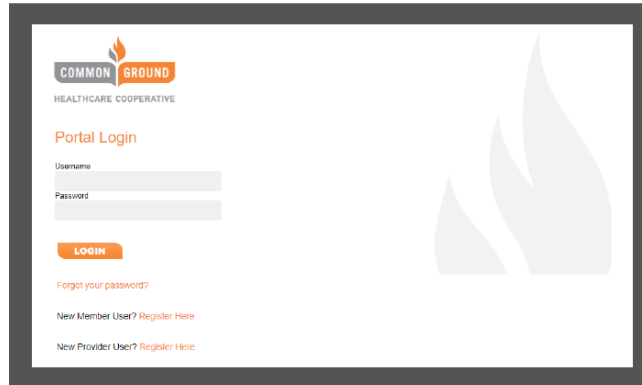 COMMON GROUND
HEALTHCARE COOPERATIVE
Portal Login
Username
Password
LOGIN
Forgot your password?
New Member User? Register Here
New Provider User? Register Here